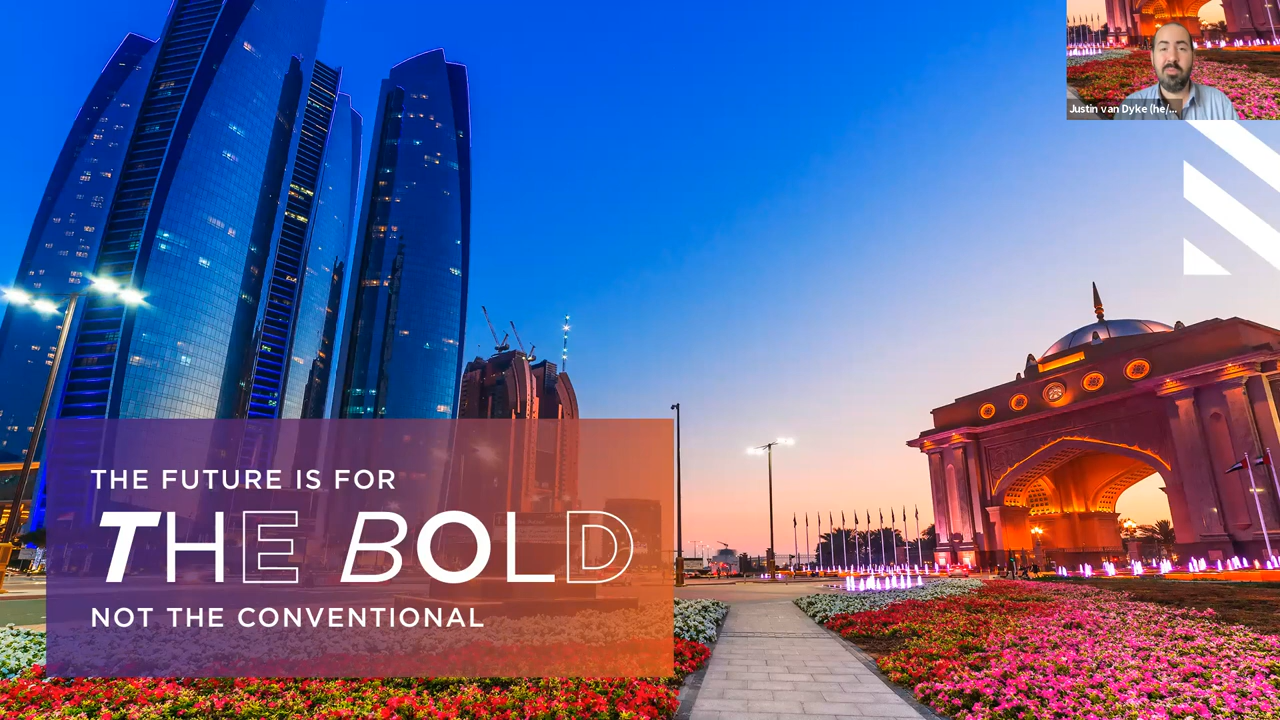 Justin van Dyke (he/...
THE FUTURE IS FOR
THE BOLD
NOT THE CONVENTIONAL